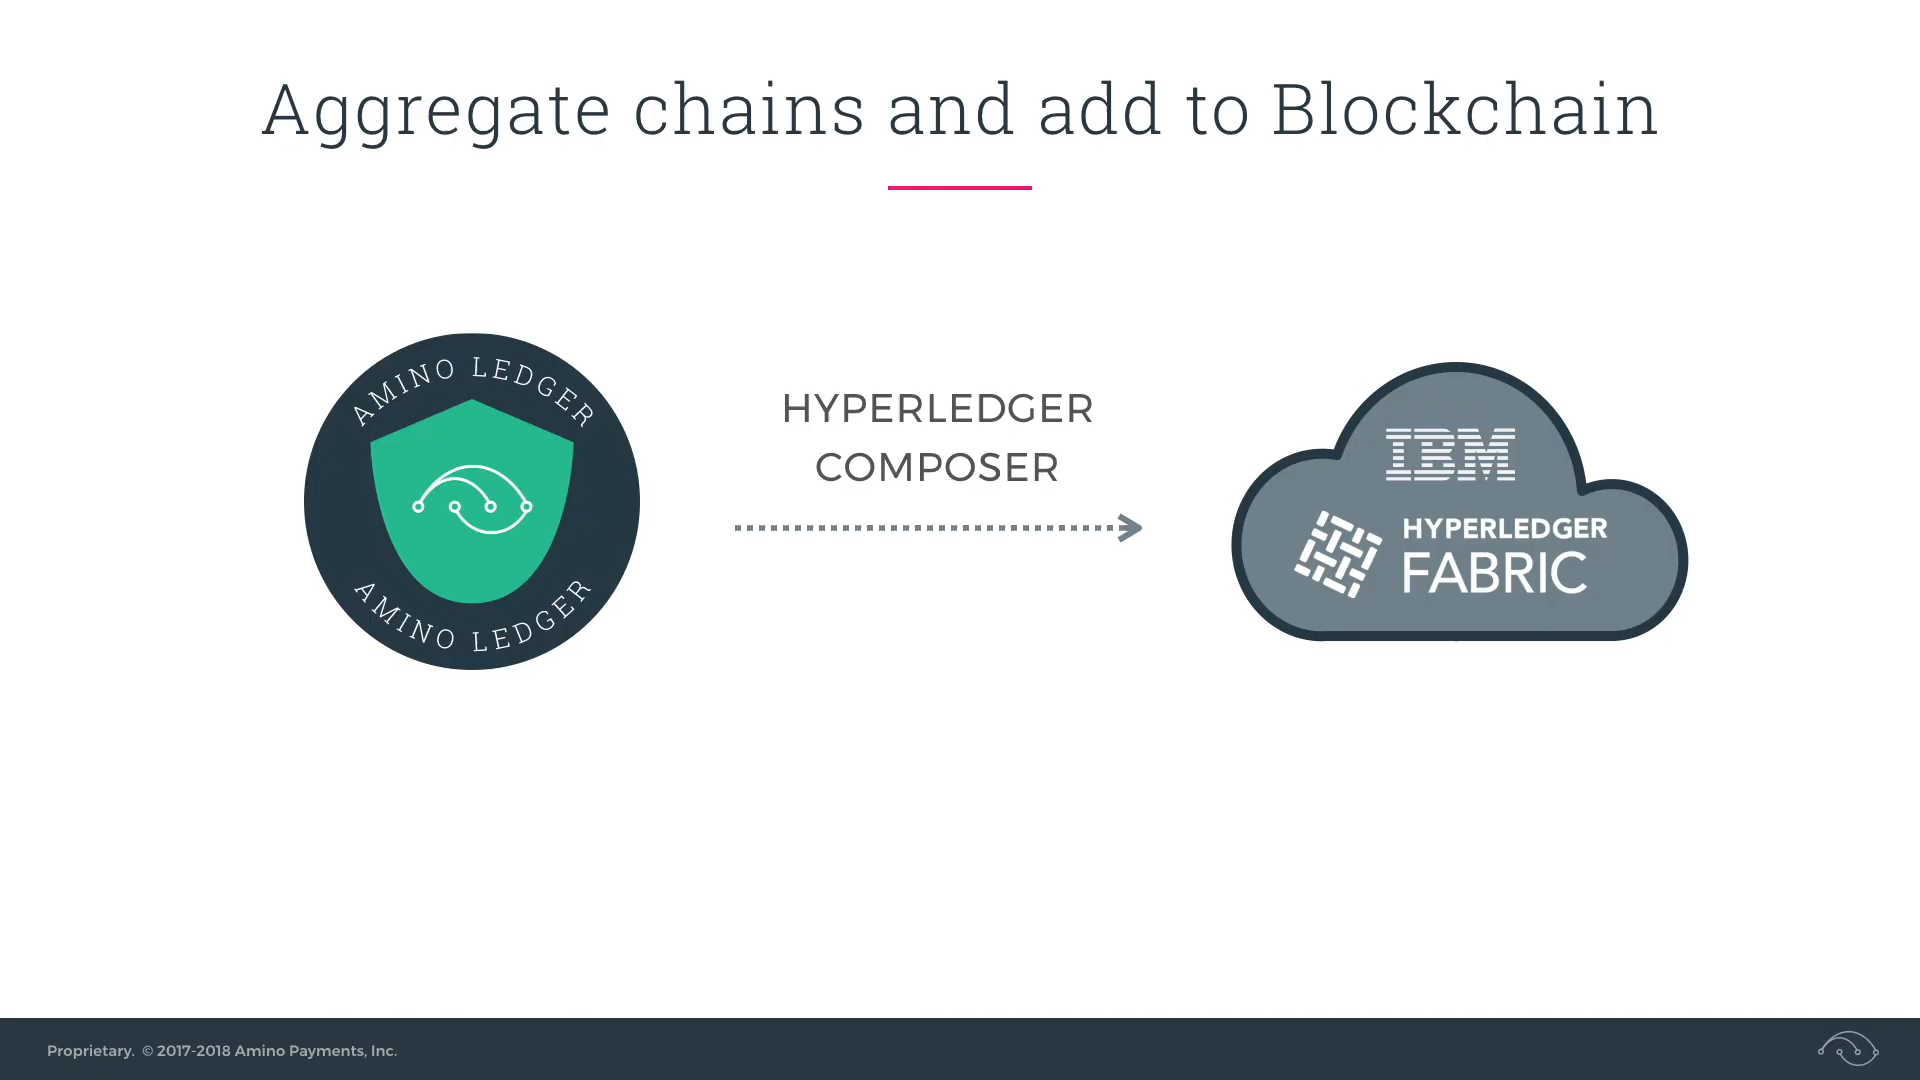 Aggregate chains and add to Blockchain
AMINO LEDGER
AMINO LEDGER
HYPERLEDGER
COMPOSER
IBM
HYPERLEDGER
FABRIC
Proprietary. © 2017-2018 Amino Payments, Inc.